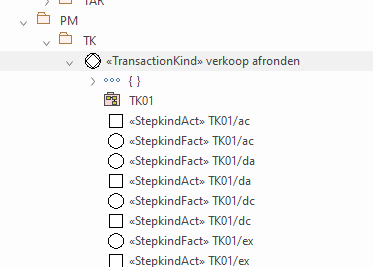 TAR
PM
TK
«TransactionKind» verkoop afronden
{ }
TK01
«StepkindAct» TK01/ac
«StepkindFact» TK01/ac
«StepkindFact» TK01/da
«StepkindAct» TK01/da
«StepkindFact» TK01/dc
«StepkindAct» TK01/dc
«StepkindFact» TK01/ex
«StepkindAct» TK01/ex